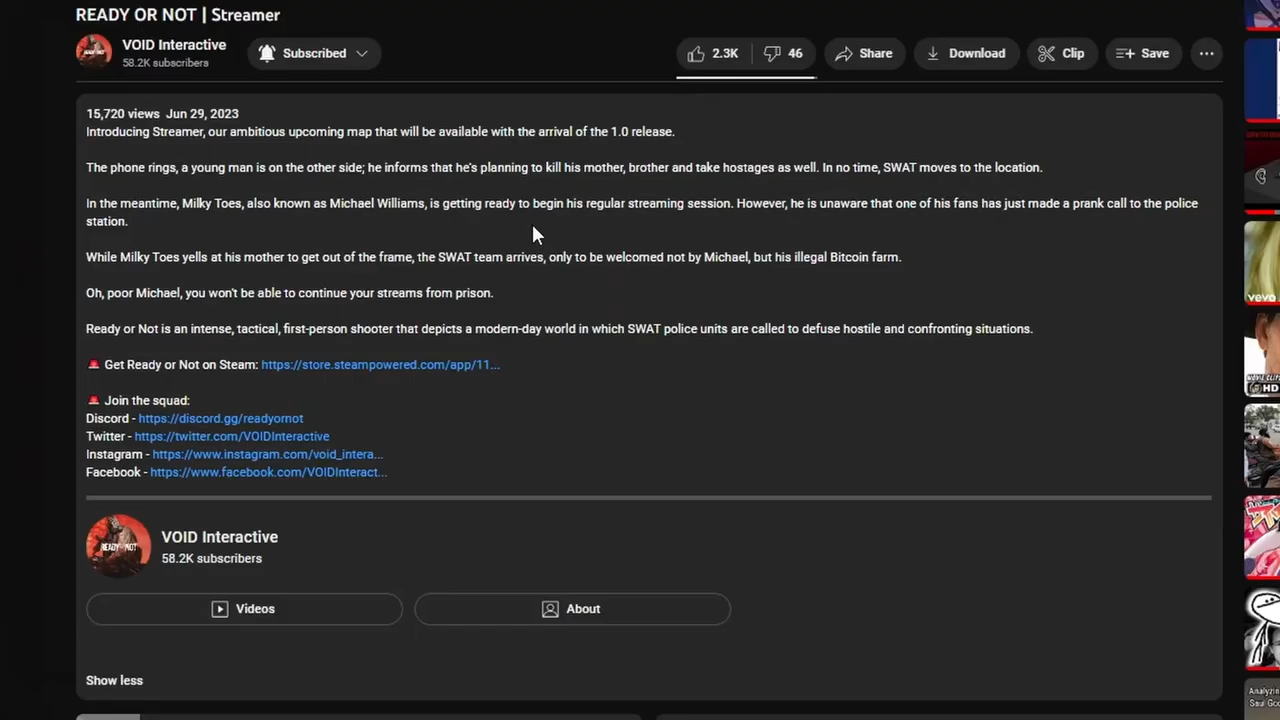 READY OR NOT | Streamer
VOID Interactive
58.2K subscribers
Subscribed
2.3K
46
Share
Download
Clip
Save
15,720 views Jun 29, 2023
Introducing Streamer, our ambitious upcoming map that will be available with the arrival of the 1.0 release.
The phone rings, a young man is on the other side; he informs that he's planning to kill his mother, brother and take hostages as well. In no time, SWAT moves to the location.
In the meantime, Milky Toes, also known as Michael Williams, is getting ready to begin his regular streaming session. However, he is unaware that one of his fans has just made a prank call to the police
station.
While Milky Toes yells at his mother to get out of the frame, the SWAT team arrives, only to be welcomed not by Michael, but his illegal Bitcoin farm.
Oh, poor Michael, you won't be able to continue your streams from prison.
Ready or Not is an intense, tactical, first-person shooter that depicts a modern-day world in which SWAT police units are called to defuse hostile and confronting situations.
🚨 Get Ready or Not on Steam: https://store.steampowered.com/app/11...
🚨 Join the squad:
Discord - https://discord.gg/readyornot
Twitter - https://twitter.com/VOIDInteractive
Instagram - https://www.instagram.com/void_intera...
Facebook - https://www.facebook.com/VOIDInteract...
READY OR NOT
VOID Interactive
58.2K subscribers
Videos
About
Show less
vevo
HD
Analyzin
Saul Goo